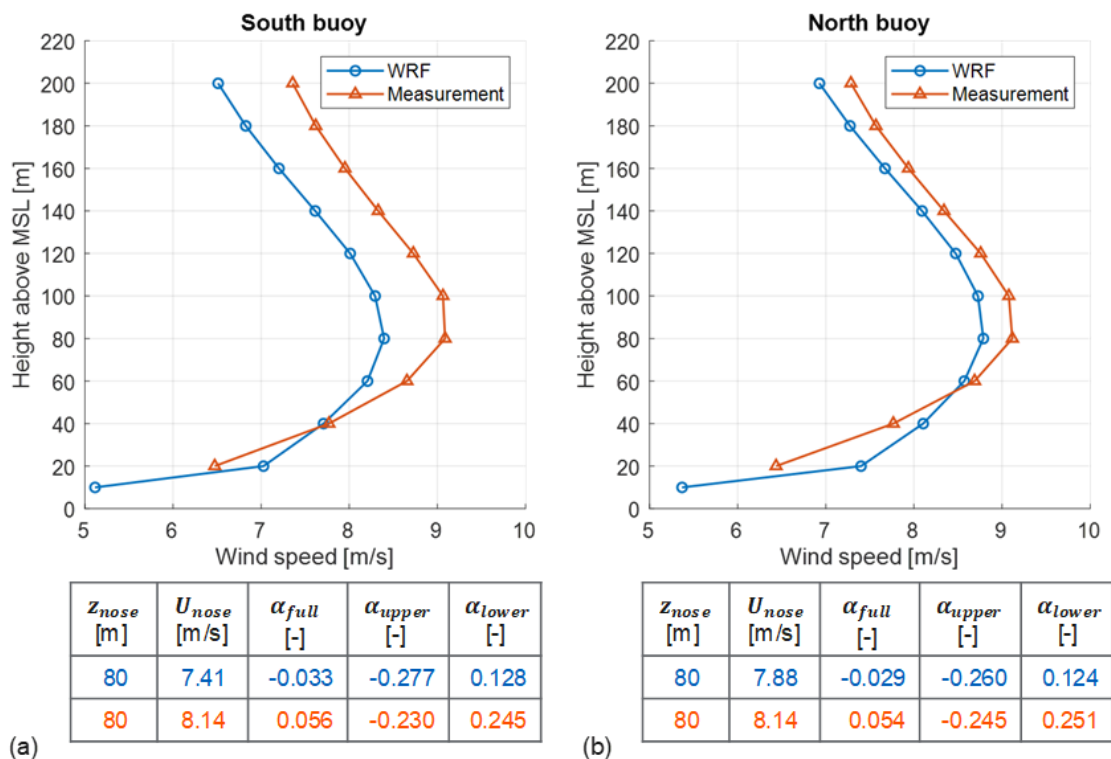 South buoy
220
200
180
160
140
120
100
80
60
40
20
0
Height above MSL [m]
WRF
Measurement
5 6 7 8 9 10
Wind speed [m/s]
z_nose [m] U_nose [m/s] α_full [-] α_upper [-] α_lower [-]
80 7.41 -0.033 -0.277 0.128
80 8.14 0.056 -0.230 0.245
(a)
North buoy
220
200
180
160
140
120
100
80
60
40
20
0
Height above MSL [m]
WRF
Measurement
5 6 7 8 9 10
Wind speed [m/s]
z_nose [m] U_nose [m/s] α_full [-] α_upper [-] α_lower [-]
80 7.88 -0.029 -0.260 0.124
80 8.14 0.054 -0.245 0.251
(b)